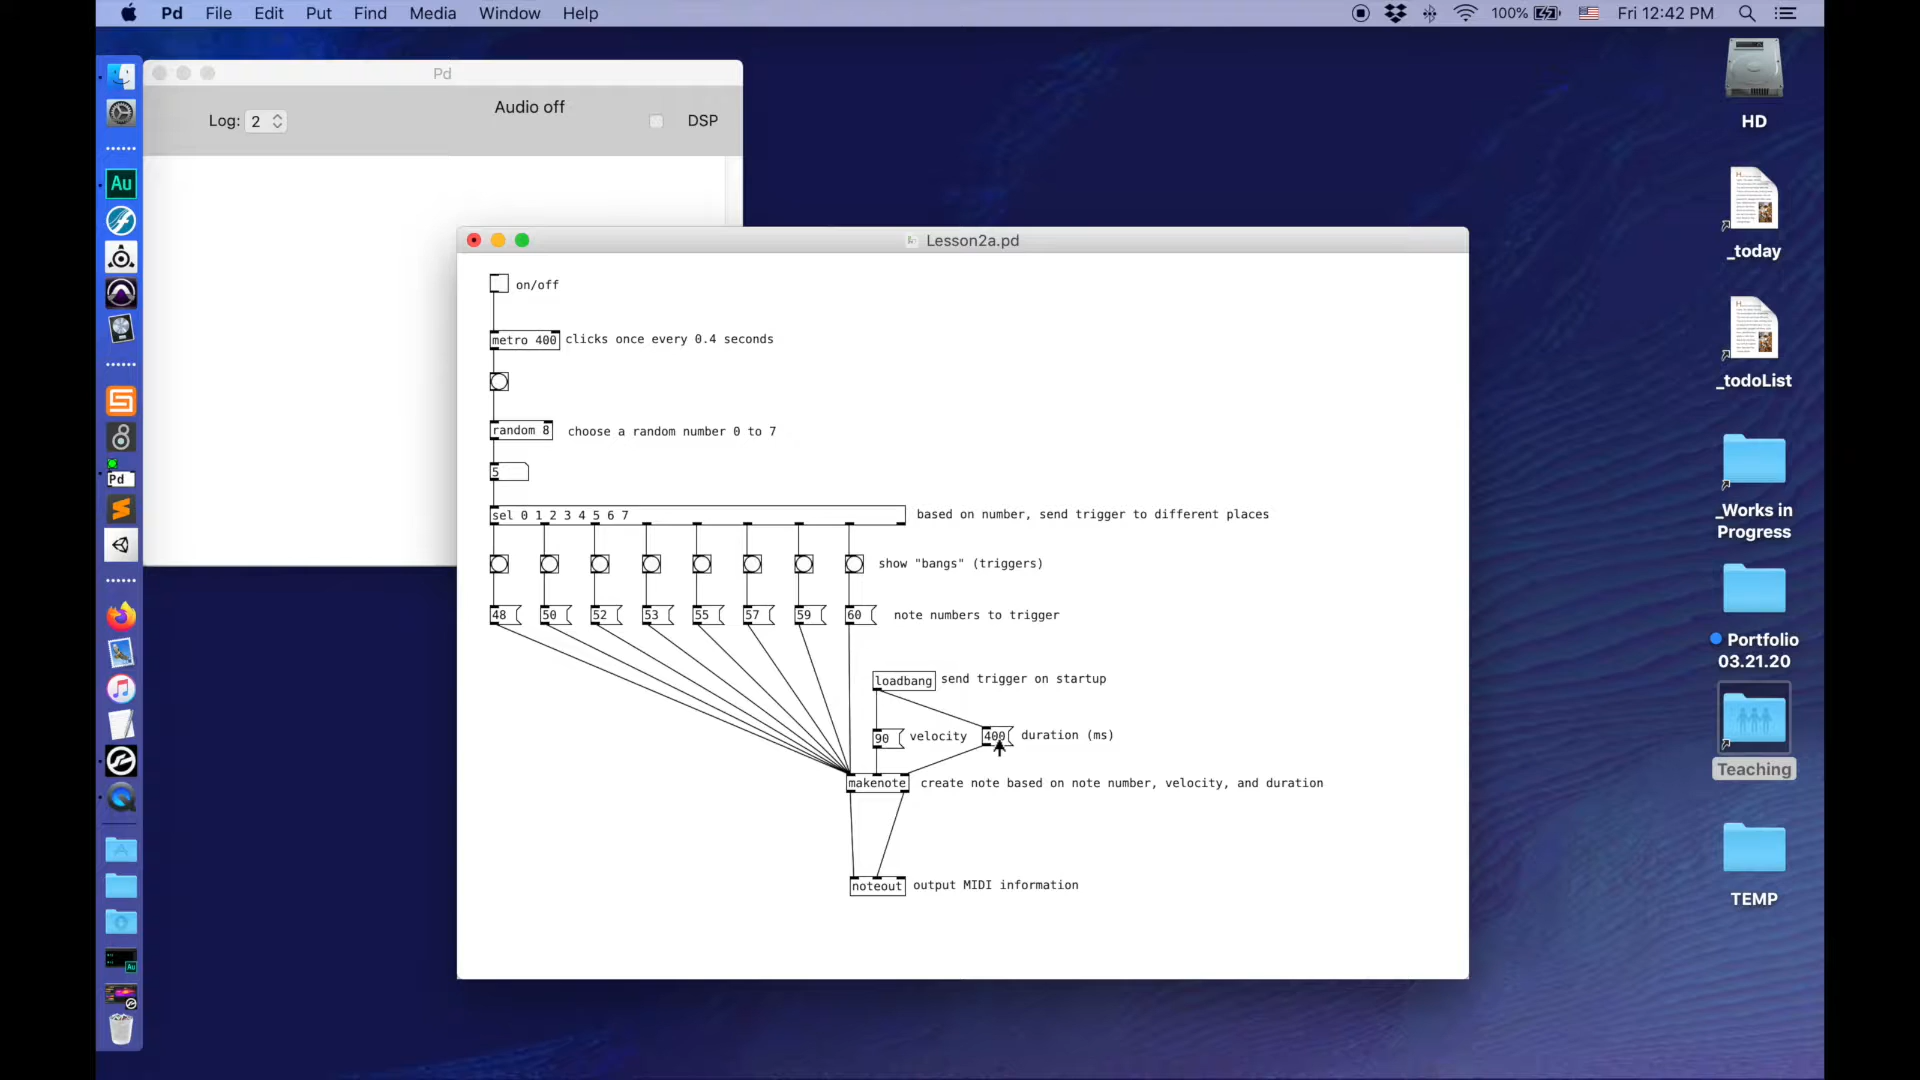 Pd File Edit Put Find Media Window Help 100% Fri 12:42 PM
Pd
Audio off
Log: 2 DSP
Lesson2a.pd
on/off
metro 400 clicks once every 0.4 seconds
random 8 choose a random number 0 to 7
5
sel 0 1 2 3 4 5 6 7 based on number, send trigger to different places
show "bangs" (triggers)
48 50 52 53 55 57 59 60 note numbers to trigger
loadbang send trigger on startup
90 velocity 400 duration (ms)
makenote create note based on note number, velocity, and duration
noteout output MIDI information
Au
Pd
Au
HD
_today
_todoList
_Works in
Progress
Portfolio
03.21.20
Teaching
TEMP